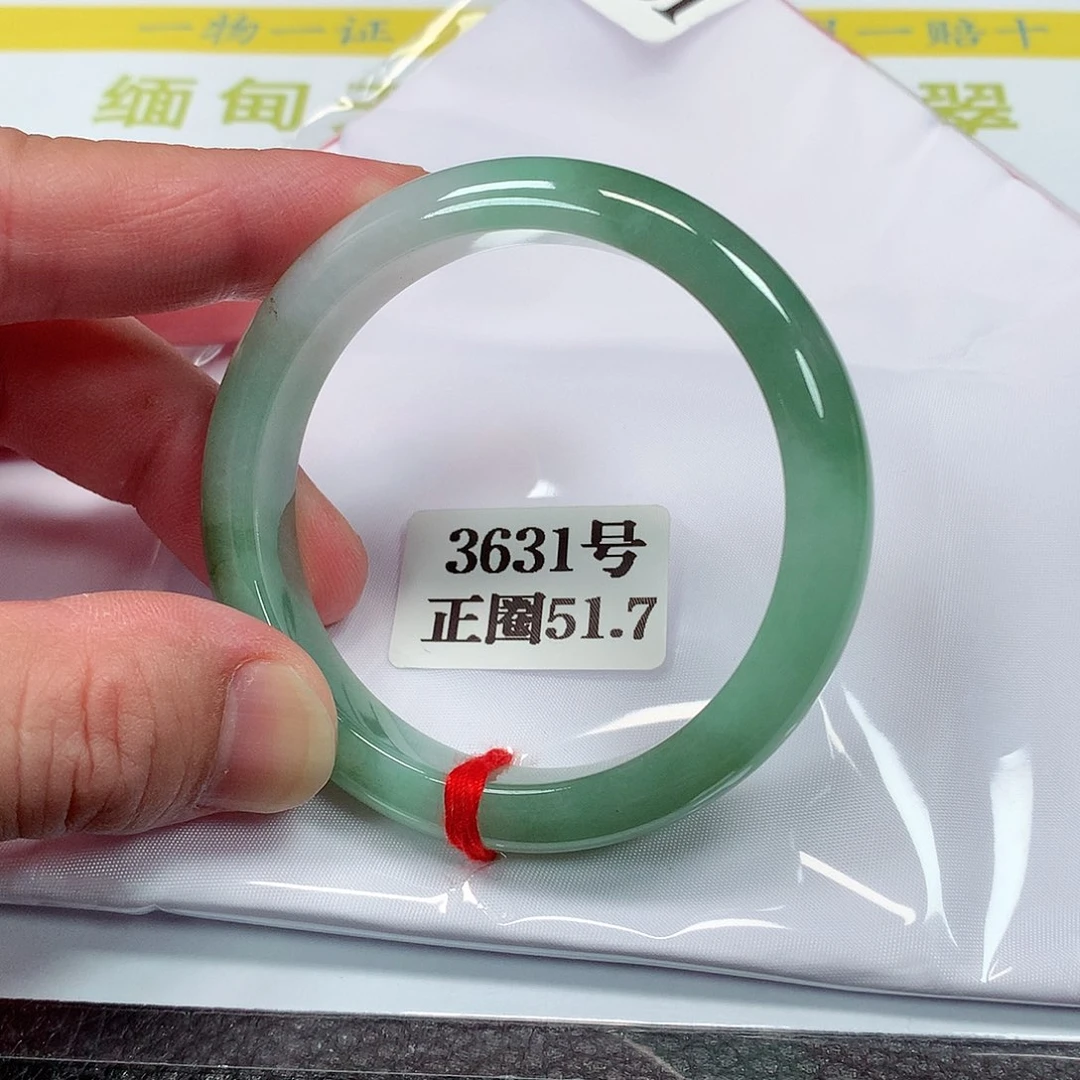 一物一证 一赔十
缅甸 翠
3631号
正圈51.7